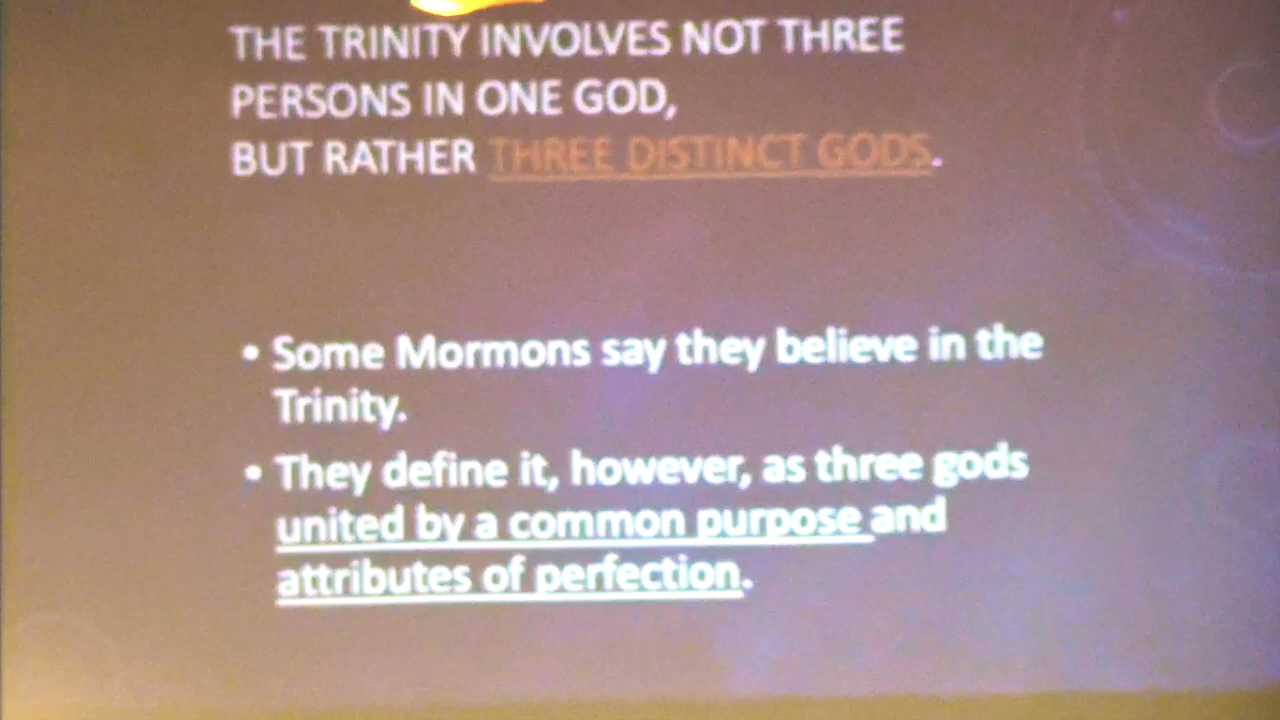 THE TRINITY INVOLVES NOT THREE
PERSONS IN ONE GOD,
BUT RATHER THREE DISTINCT GODS.
• Some Mormons say they believe in the
Trinity.
• They define it, however, as three gods
united by a common purpose and
attributes of perfection.